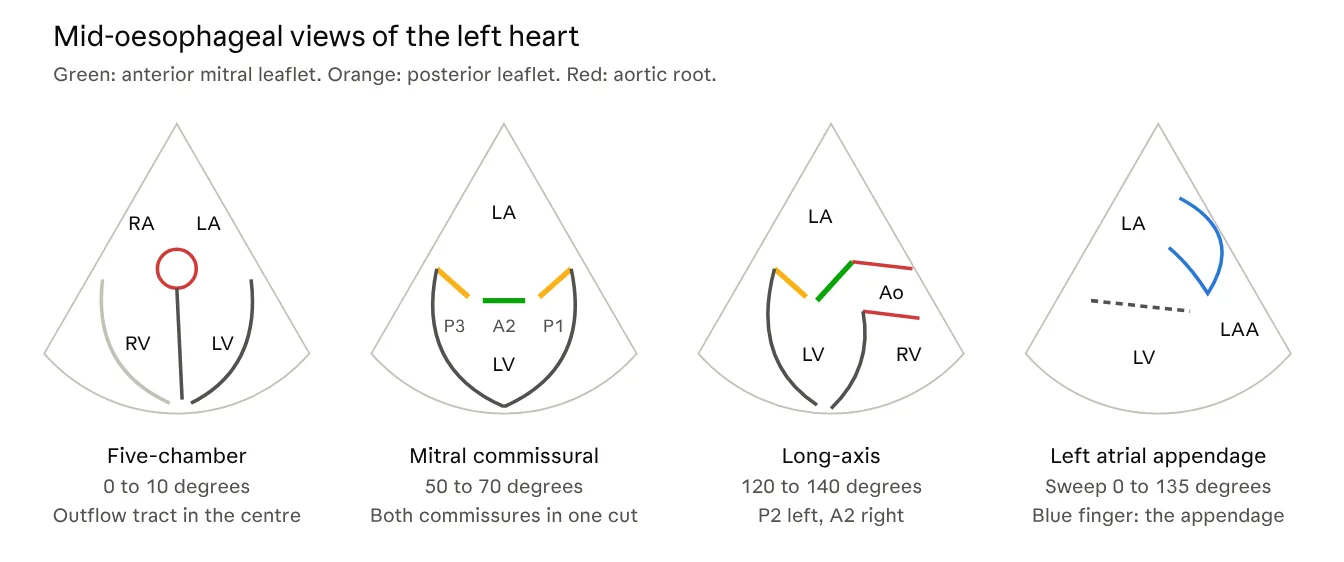 Mid-oesophageal views of the left heart
Green: anterior mitral leaflet. Orange: posterior leaflet. Red: aortic root.
RA LA
RV LV
Five-chamber
0 to 10 degrees
Outflow tract in the centre
LA
P3 A2 P1
LV
Mitral commissural
50 to 70 degrees
Both commissures in one cut
LA
Ao
LV RV
Long-axis
120 to 140 degrees
P2 left, A2 right
LA
LAA
LV
Left atrial appendage
Sweep 0 to 135 degrees
Blue finger: the appendage